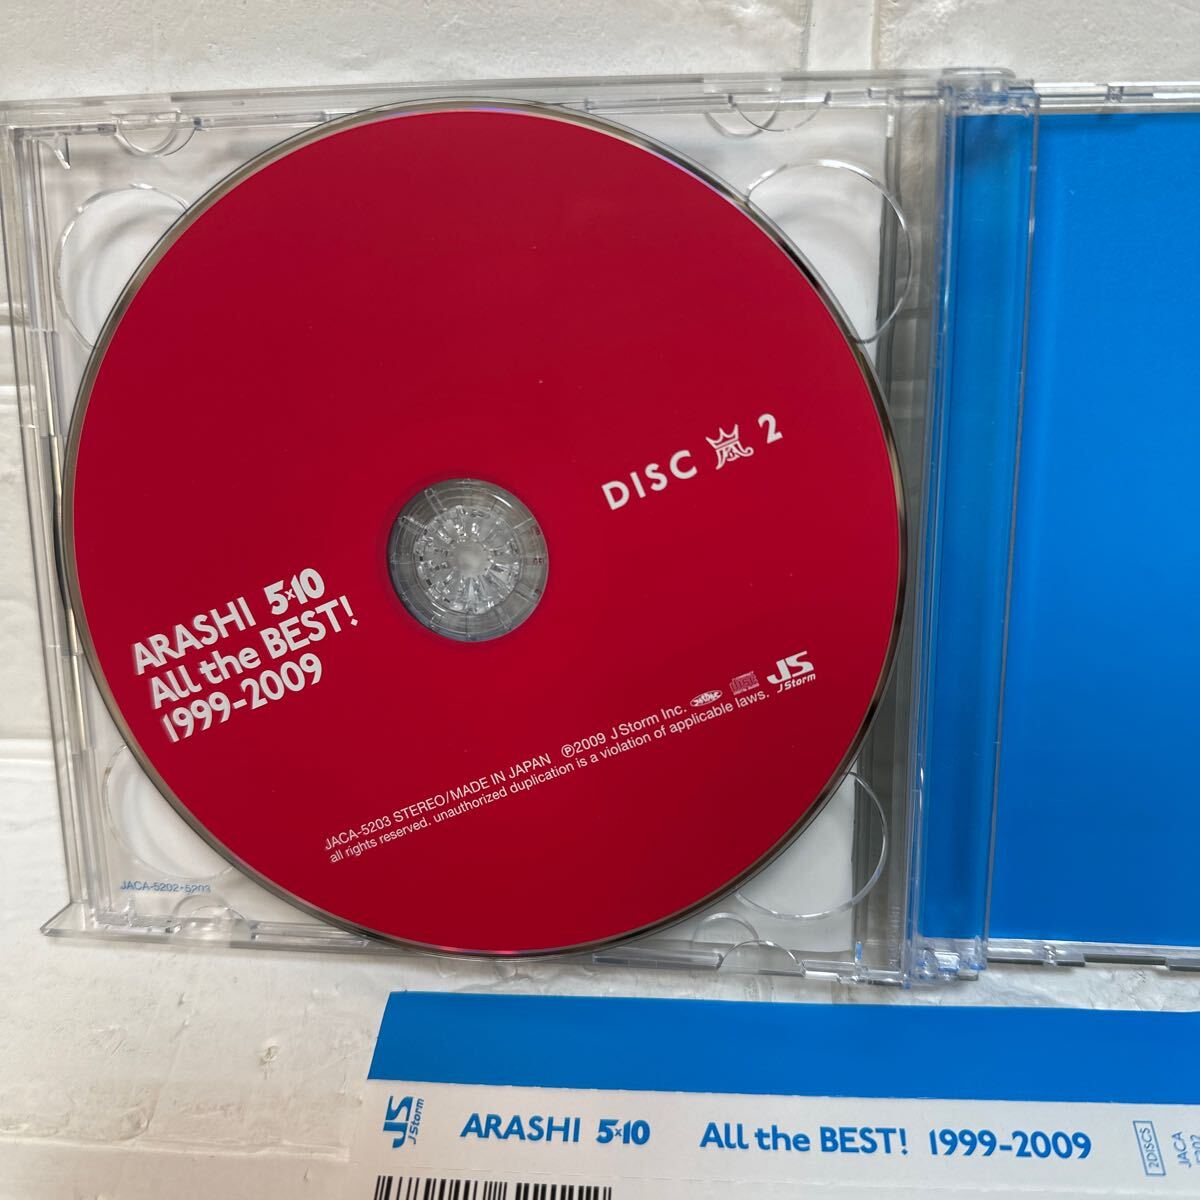 DISC 嵐 2
ARASHI 5×10
All the BEST!
1999-2009
JS
J Storm
JACA-5203 STEREO/MADE IN JAPAN ℗2009 J Storm Inc.
all rights reserved. unauthorized duplication is a violation of applicable laws.
JACA-5202・5203
JS
J Storm
ARASHI 5×10 All the BEST! 1999-2009
2DISCS
JACA